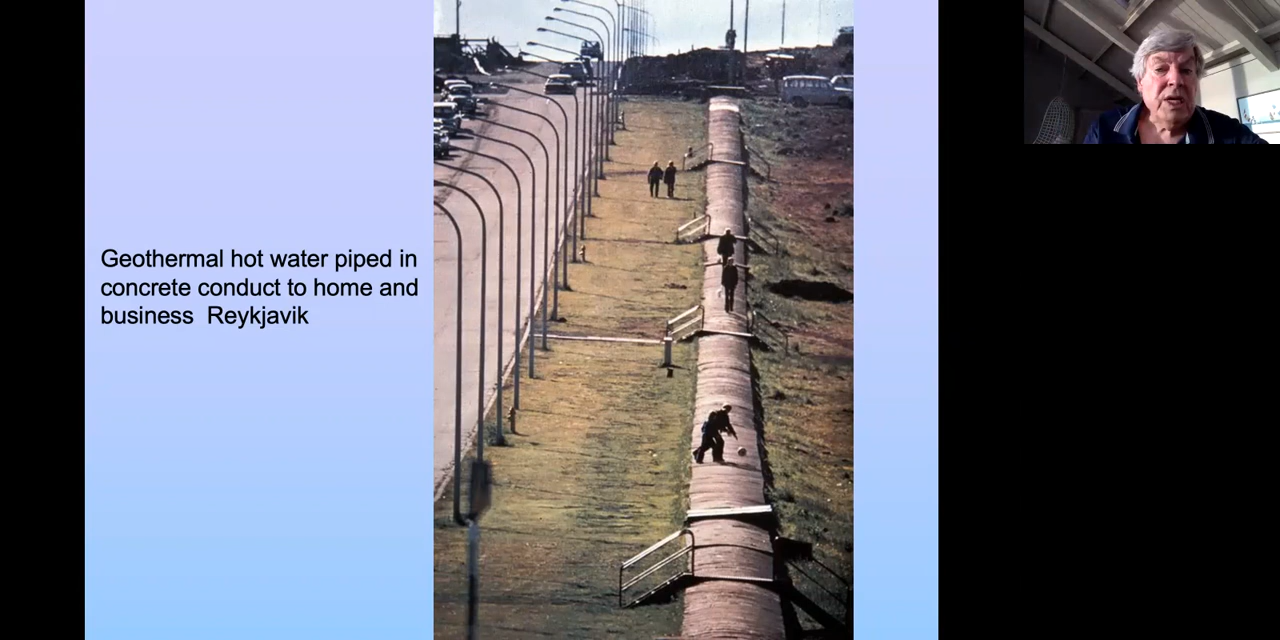 Geothermal hot water piped in
concrete conduct to home and
business  Reykjavik